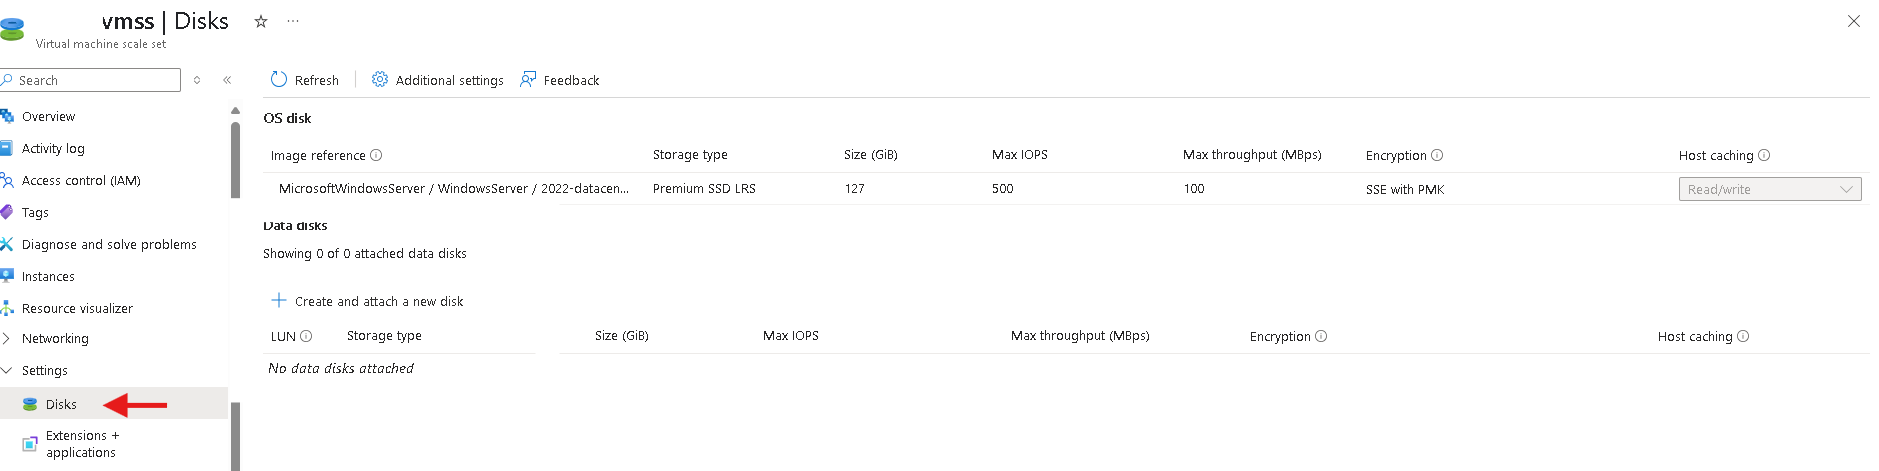 vmss | Disks
Virtual machine scale set
Search
Overview
Activity log
Access control (IAM)
Tags
Diagnose and solve problems
Instances
Resource visualizer
Networking
Settings
Disks
Extensions +
applications
Refresh Additional settings Feedback
OS disk
Image reference Storage type Size (GiB) Max IOPS Max throughput (MBps) Encryption Host caching
MicrosoftWindowsServer / WindowsServer / 2022-datacen... Premium SSD LRS 127 500 100 SSE with PMK Read/write
Data disks
Showing 0 of 0 attached data disks
Create and attach a new disk
LUN Storage type Size (GiB) Max IOPS Max throughput (MBps) Encryption Host caching
No data disks attached